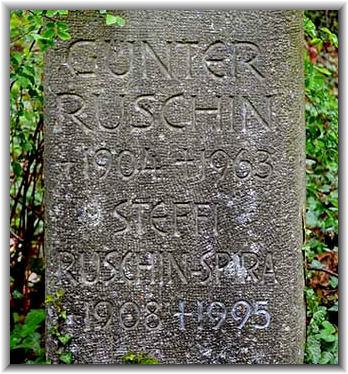 GÜNTER
RUSCHIN
*1904 †1963
STEFFI
RUSCHIN-SPIRA
*1908 †1995